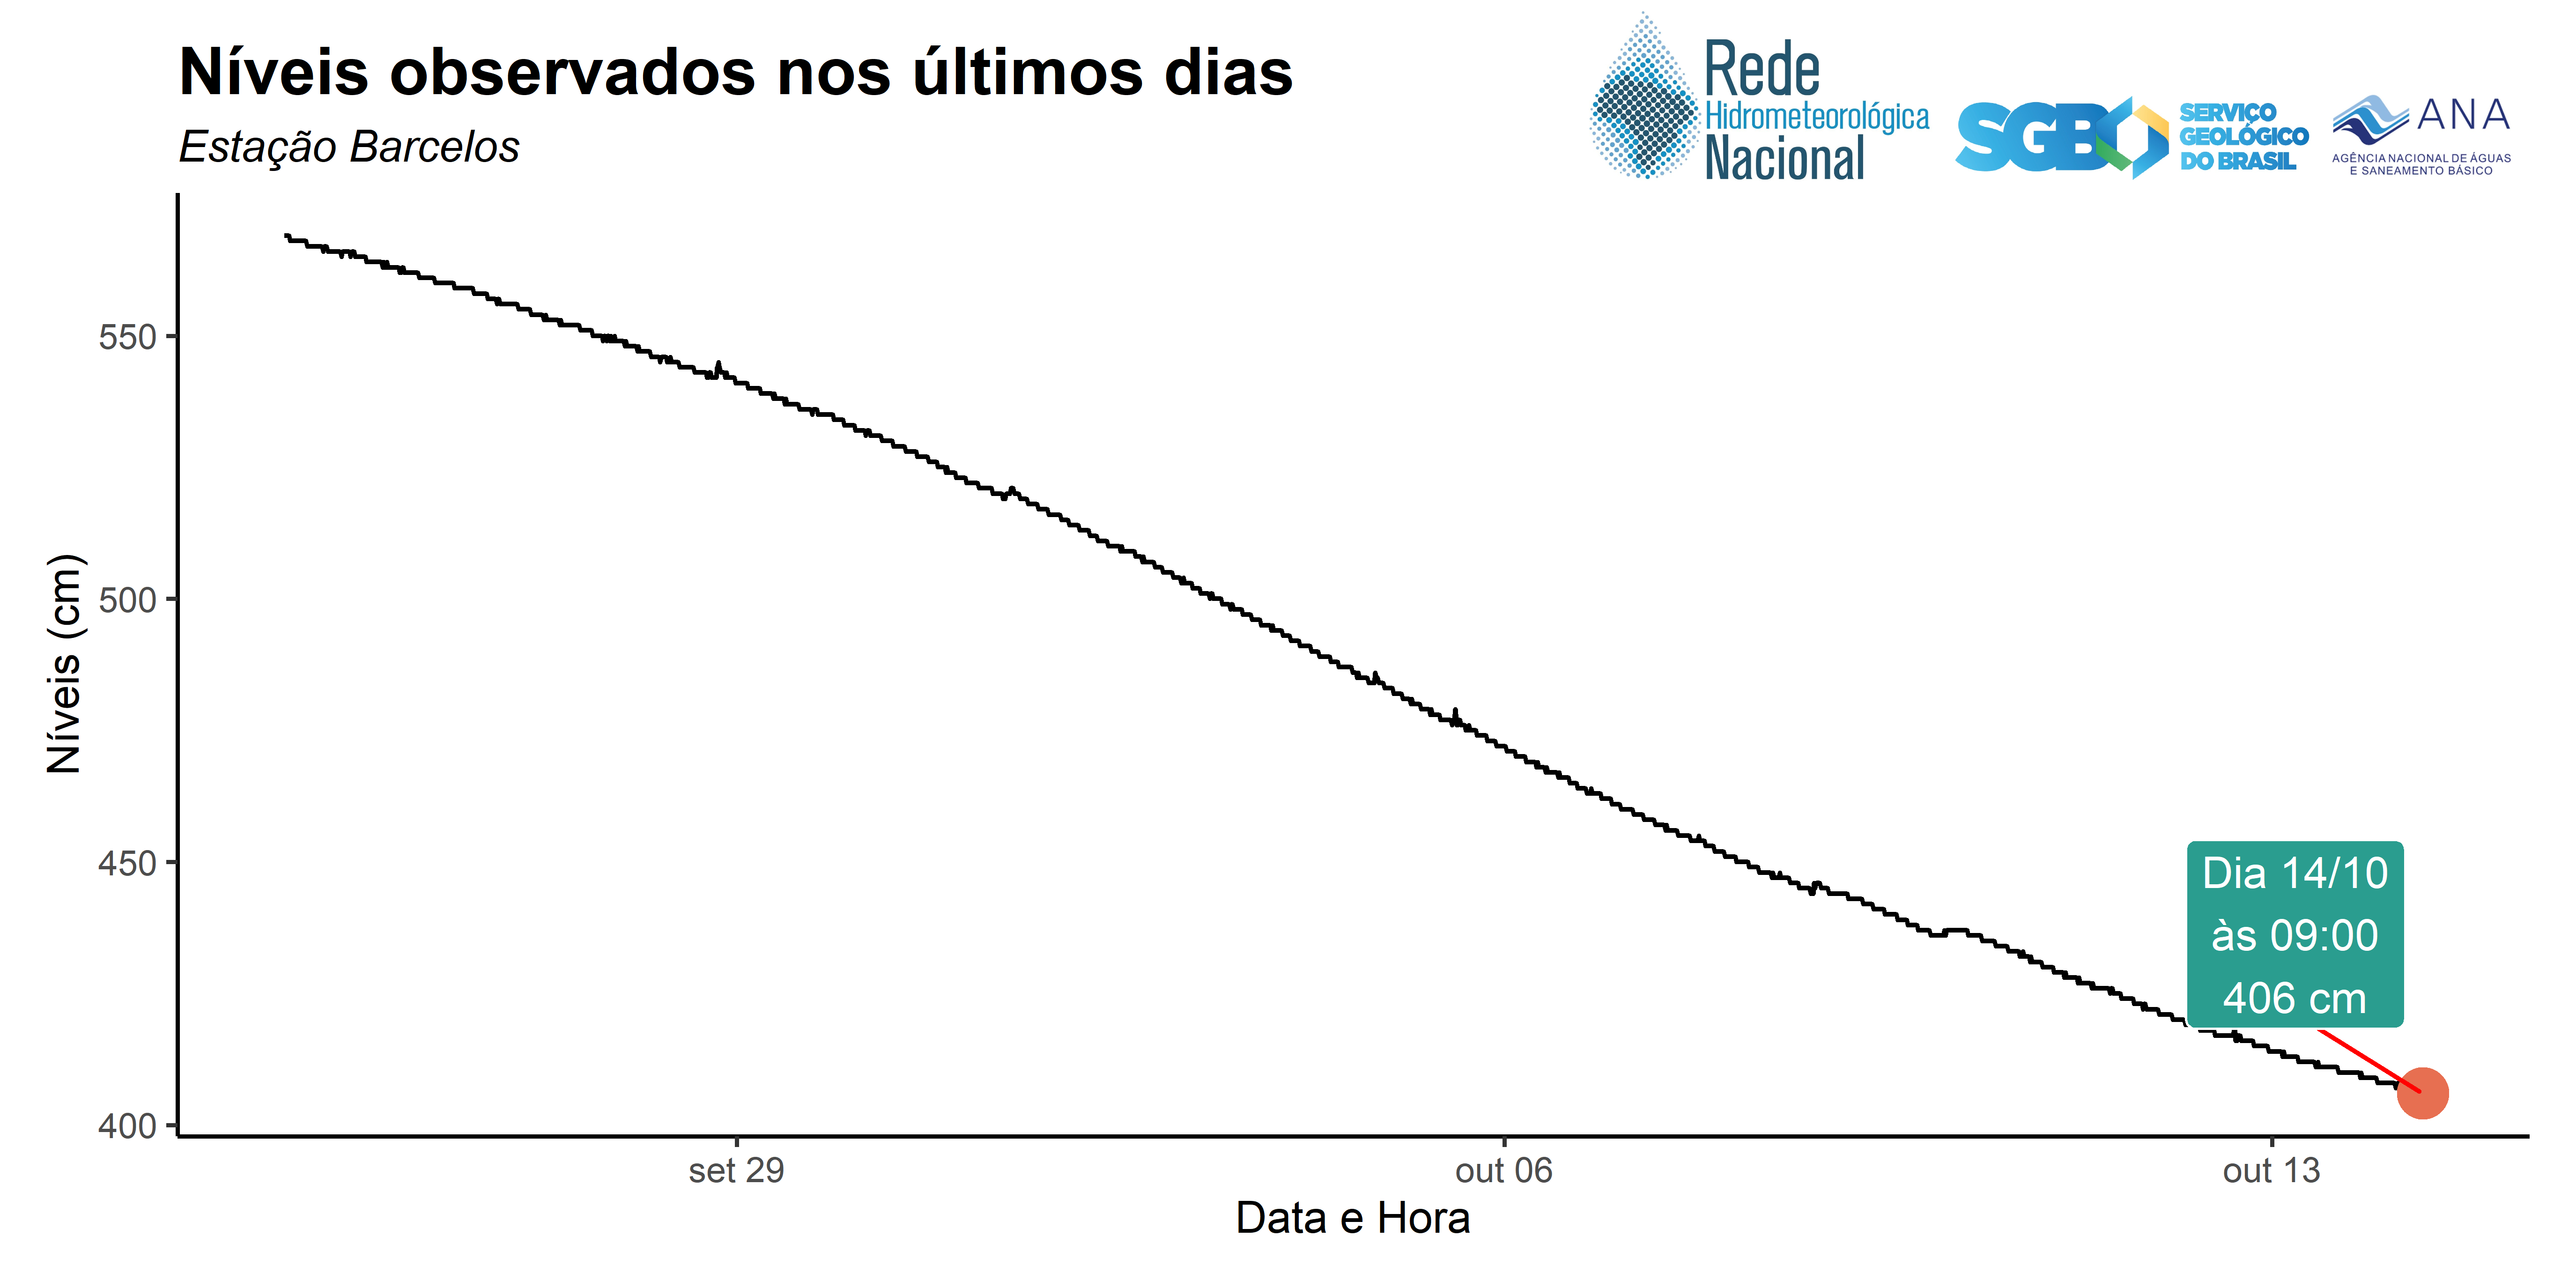 Níveis observados nos últimos dias
Estação Barcelos
Rede
Hidrometeorológica
Nacional
SGB
SERVIÇO
GEOLÓGICO
DO BRASIL
ANA
AGÊNCIA NACIONAL DE ÁGUAS
E SANEAMENTO BÁSICO
Níveis (cm)
550
500
450
400
Dia 14/10
às 09:00
406 cm
set 29
out 06
out 13
Data e Hora